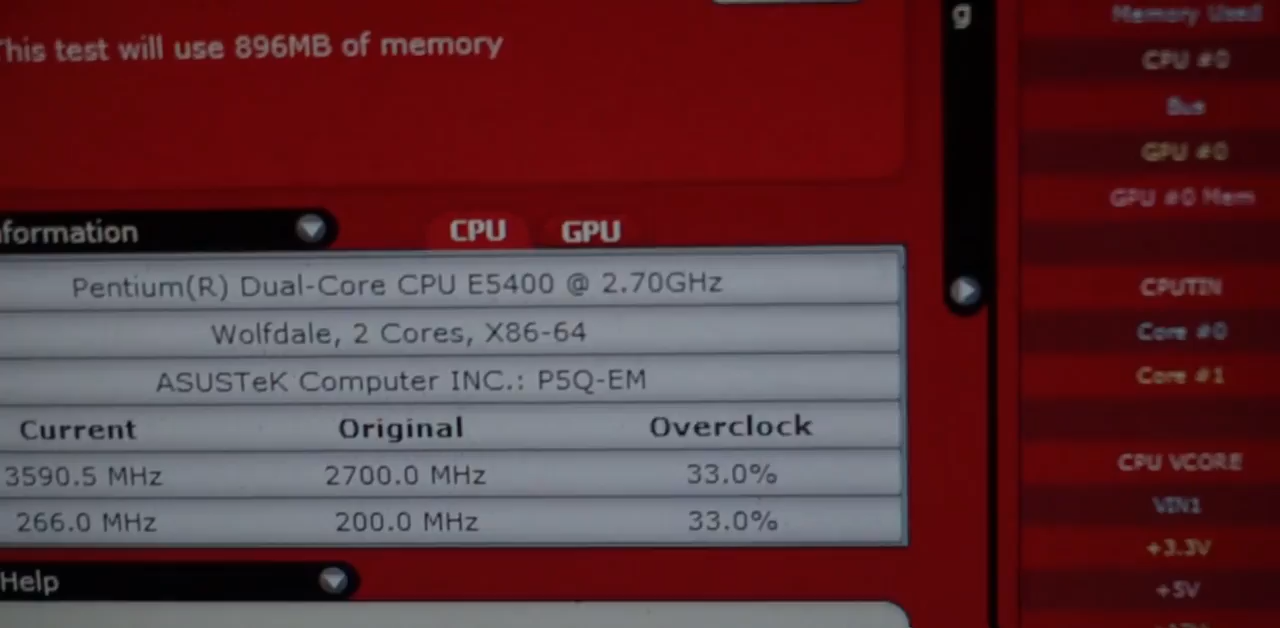 This test will use 896MB of memory
g
nformation
CPU GPU
Pentium(R) Dual-Core CPU E5400 @ 2.70GHz
Wolfdale, 2 Cores, X86-64
ASUSTeK Computer INC.: P5Q-EM
Current Original Overclock
3590.5 MHz 2700.0 MHz 33.0%
266.0 MHz 200.0 MHz 33.0%
Help
Memory Used
CPU #0
Bus
GPU #0
GPU #0 Mem
CPUTIN
Core #0
Core #1
CPU VCORE
VIN1
+3.3V
+5V